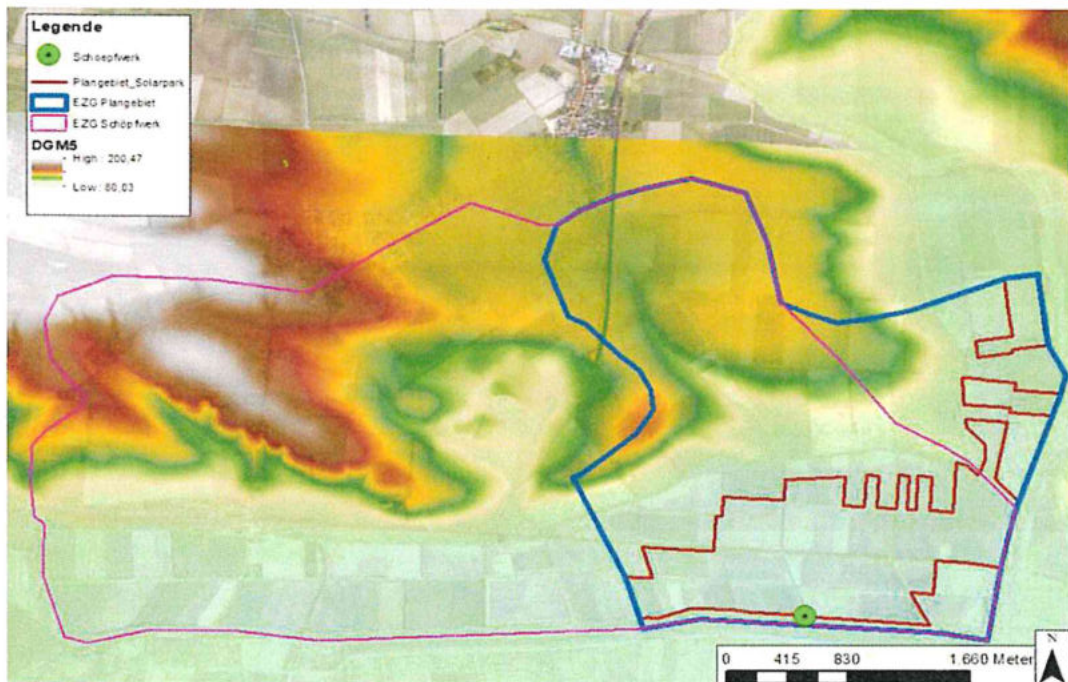 Legende
Schoepfwerk
Plangebiet_Solarpark
EZG Plangebiet
EZG Schöpfwerk
DGM5
High : 200,47
Low : 80,03
0 415 830 1.660 Meter
N